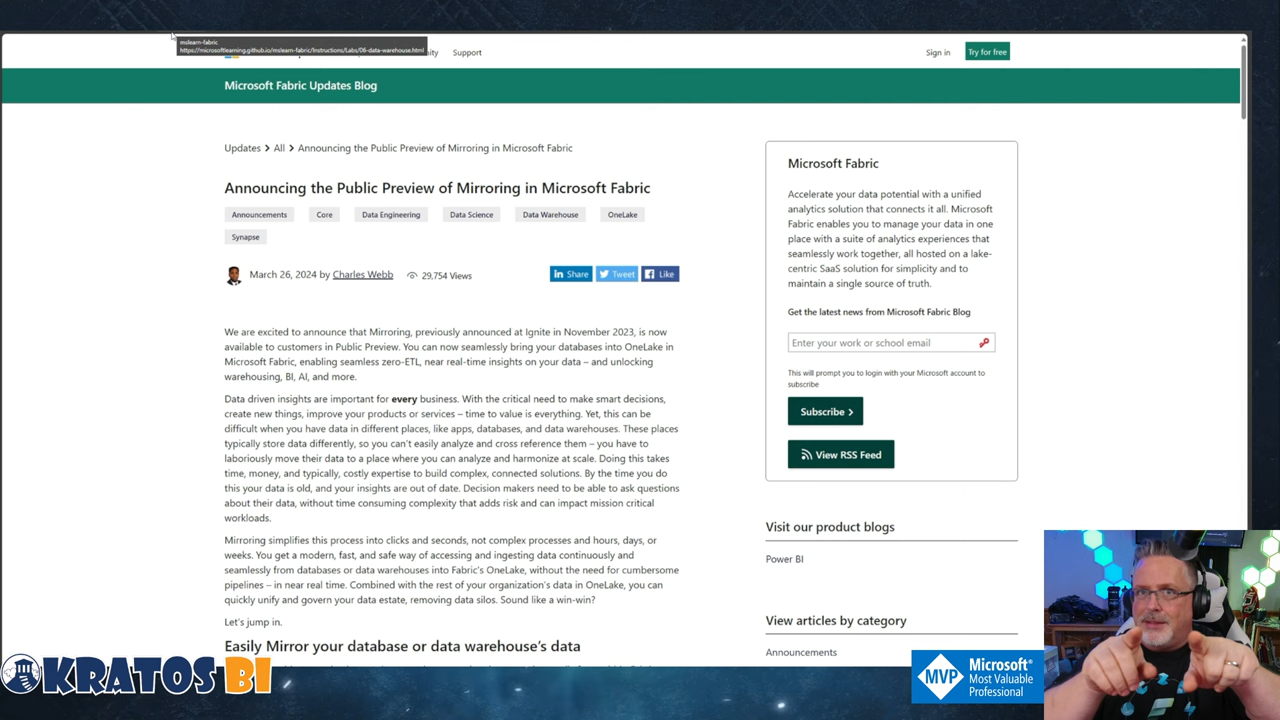 mslearn-fabric
https://microsoftlearning.github.io/mslearn-fabric/Instructions/Labs/06-data-warehouse.html
Support
Sign in
Try for free
Microsoft Fabric Updates Blog
Updates > All > Announcing the Public Preview of Mirroring in Microsoft Fabric
Announcing the Public Preview of Mirroring in Microsoft Fabric
Announcements
Core
Data Engineering
Data Science
Data Warehouse
OneLake
Synapse
March 26, 2024 by Charles Webb
29,754 Views
in Share
Tweet
Like
We are excited to announce that Mirroring, previously announced at Ignite in November 2023, is now
available to customers in Public Preview. You can now seamlessly bring your databases into OneLake in
Microsoft Fabric, enabling seamless zero-ETL, near real-time insights on your data – and unlocking
warehousing, BI, AI, and more.
Data driven insights are important for every business. With the critical need to make smart decisions,
create new things, improve your products or services – time to value is everything. Yet, this can be
difficult when you have data in different places, like apps, databases, and data warehouses. These places
typically store data differently, so you can't easily analyze and cross reference them – you have to
laboriously move their data to a place where you can analyze and harmonize at scale. Doing this takes
time, money, and typically, costly expertise to build complex, connected solutions. By the time you do
this your data is old, and your insights are out of date. Decision makers need to be able to ask questions
about their data, without time consuming complexity that adds risk and can impact mission critical
workloads.
Mirroring simplifies this process into clicks and seconds, not complex processes and hours, days, or
weeks. You get a modern, fast, and safe way of accessing and ingesting data continuously and
seamlessly from databases or data warehouses into Fabric's OneLake, without the need for cumbersome
pipelines – in near real time. Combined with the rest of your organization's data in OneLake, you can
quickly unify and govern your data estate, removing data silos. Sound like a win-win?
Let's jump in.
Easily Mirror your database or data warehouse's data
Microsoft Fabric
Accelerate your data potential with a unified
analytics solution that connects it all. Microsoft
Fabric enables you to manage your data in one
place with a suite of analytics experiences that
seamlessly work together, all hosted on a lake-
centric SaaS solution for simplicity and to
maintain a single source of truth.
Get the latest news from Microsoft Fabric Blog
Enter your work or school email
This will prompt you to login with your Microsoft account to
subscribe
Subscribe >
View RSS Feed
Visit our product blogs
Power BI
View articles by category
Announcements
KRATOS BI
MVP
Microsoft®
Most Valuable
Professional